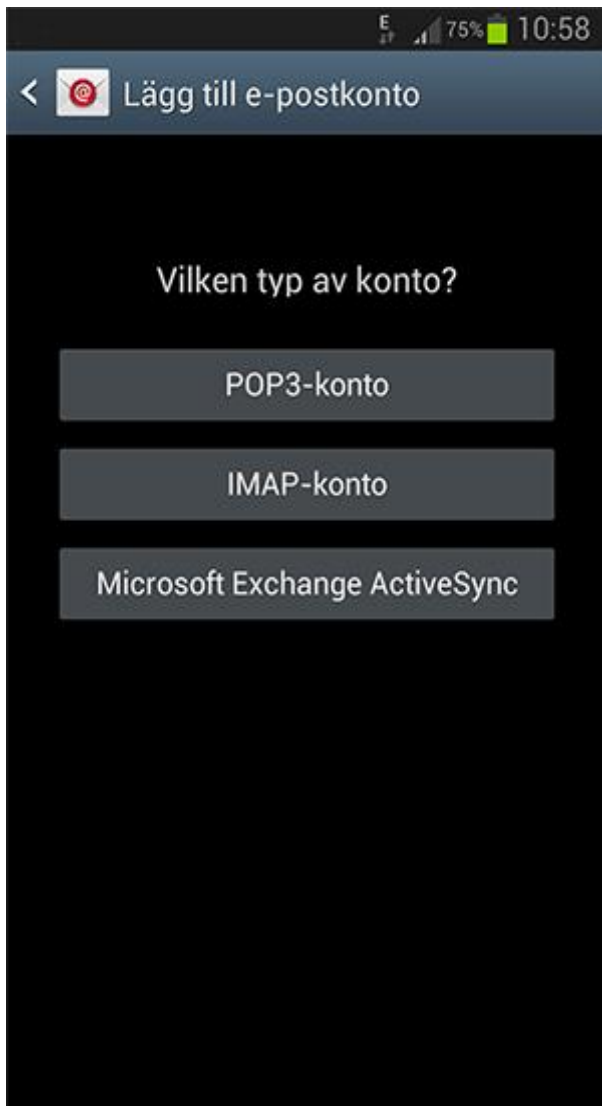 E 75% 10:58
Lägg till e-postkonto
Vilken typ av konto?
POP3-konto
IMAP-konto
Microsoft Exchange ActiveSync